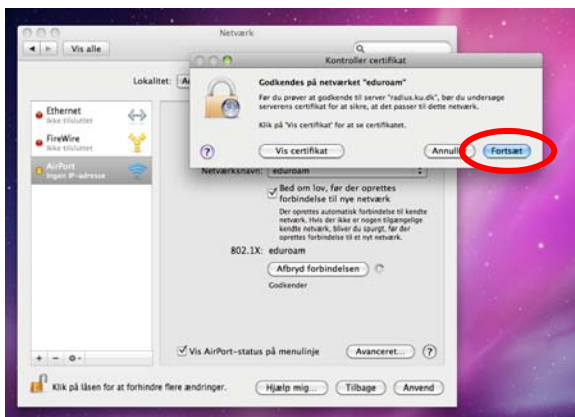 Netværk
Vis alle
Kontroller certifikat
Godkendes på netværket "eduroam"
Før du prøver at godkende til server "radius.ku.dk", bør du undersøge
serverens certifikat for at sikre, at det passer til dette netværk.
Klik på 'Vis certifikat' for at se certifikatet.
?
Vis certifikat
Fortsæt
Lokalitet:
Ethernet
Ikke tilsluttet
FireWire
Ikke tilsluttet
AirPort
Ingen IP-adresse
Netværksnavn: eduroam
Bed om lov, før der oprettes
forbindelse til nye netværk
Der oprettes automatisk forbindelse til kendte
netværk. Hvis der ikke er nogen tilgængelige
kendte netværk, bliver du spurgt, før der
oprettes forbindelse til et nyt netværk.
802.1X: eduroam
Afbryd forbindelsen
Godkender
Vis AirPort-status på menulinje
Avanceret...
?
Klik på låsen for at forhindre flere ændringer.
Hjælp mig...
Tilbage
Anvend